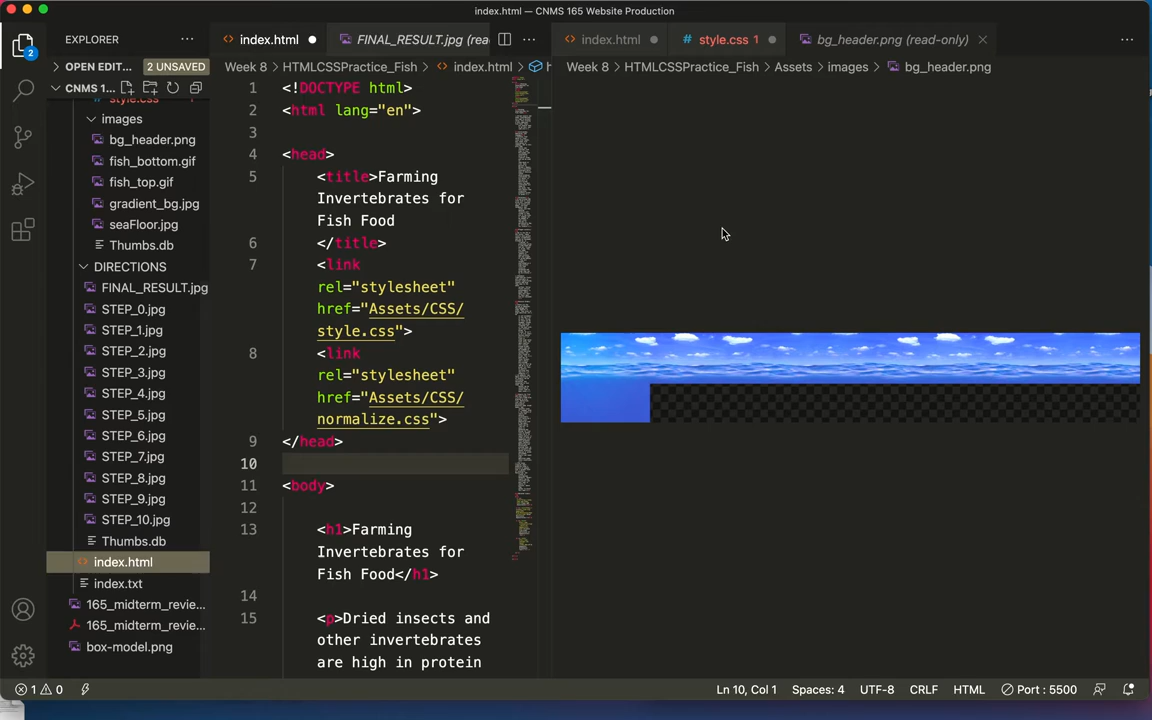 index.html — CNMS 165 Website Production
EXPLORER
OPEN EDIT...
2 UNSAVED
CNMS 1...
style.css
images
bg_header.png
fish_bottom.gif
fish_top.gif
gradient_bg.jpg
seaFloor.jpg
Thumbs.db
DIRECTIONS
FINAL_RESULT.jpg
STEP_0.jpg
STEP_1.jpg
STEP_2.jpg
STEP_3.jpg
STEP_4.jpg
STEP_5.jpg
STEP_6.jpg
STEP_7.jpg
STEP_8.jpg
STEP_9.jpg
STEP_10.jpg
Thumbs.db
index.html
index.txt
165_midterm_revie...
165_midterm_revie...
box-model.png
2
index.html
FINAL_RESULT.jpg (rea
Week 8 > HTMLCSSPractice_Fish > index.html > h
1 <!DOCTYPE html>
2 <html lang="en">
3
4 <head>
5 <title>Farming
Invertebrates for
Fish Food
6 </title>
7 <link
rel="stylesheet"
href="Assets/CSS/
style.css">
8 <link
rel="stylesheet"
href="Assets/CSS/
normalize.css">
9 </head>
10
11 <body>
12
13 <h1>Farming
Invertebrates for
Fish Food</h1>
14
15 <p>Dried insects and
other invertebrates
are high in protein
index.html
style.css 1
bg_header.png (read-only)
Week 8 > HTMLCSSPractice_Fish > Assets > images > bg_header.png
1 0
Ln 10, Col 1
Spaces: 4
UTF-8
CRLF
HTML
Port : 5500